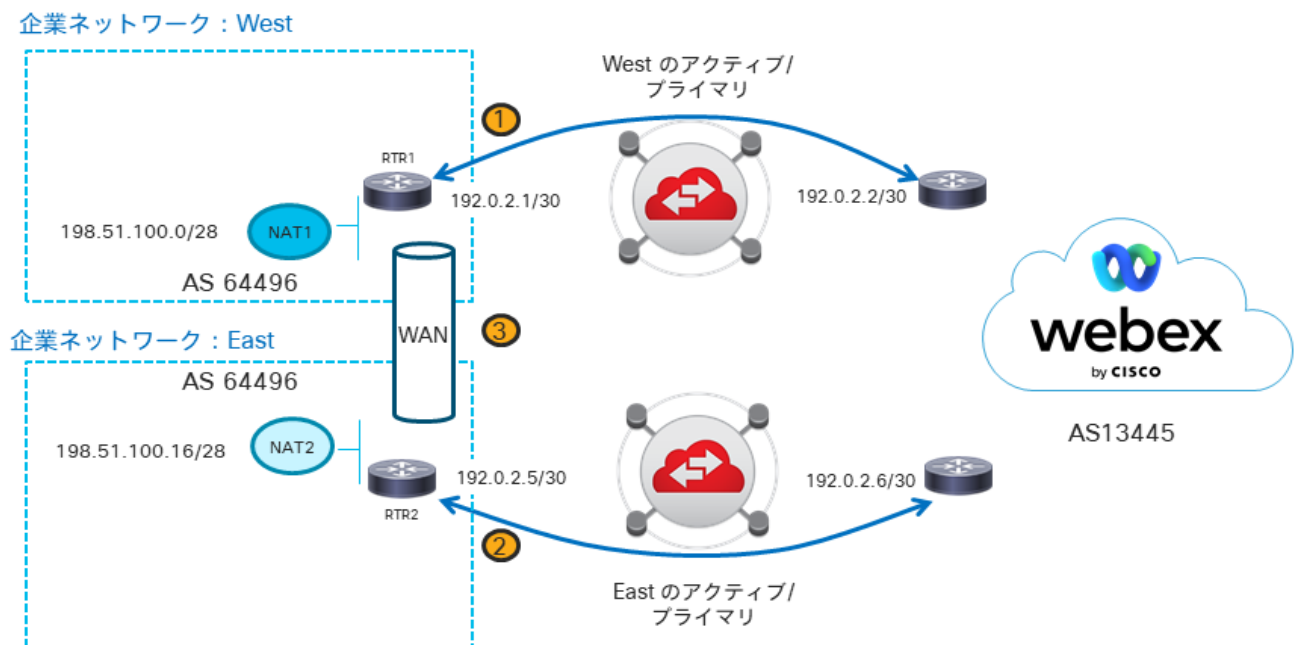 企業ネットワーク：West
West のアクティブ/
プライマリ
1
RTR1
192.0.2.1/30
192.0.2.2/30
198.51.100.0/28
NAT1
AS 64496
WAN
3
企業ネットワーク：East
AS 64496
webex
by CISCO
AS13445
198.51.100.16/28
NAT2
192.0.2.5/30
192.0.2.6/30
RTR2
2
East のアクティブ/
プライマリ